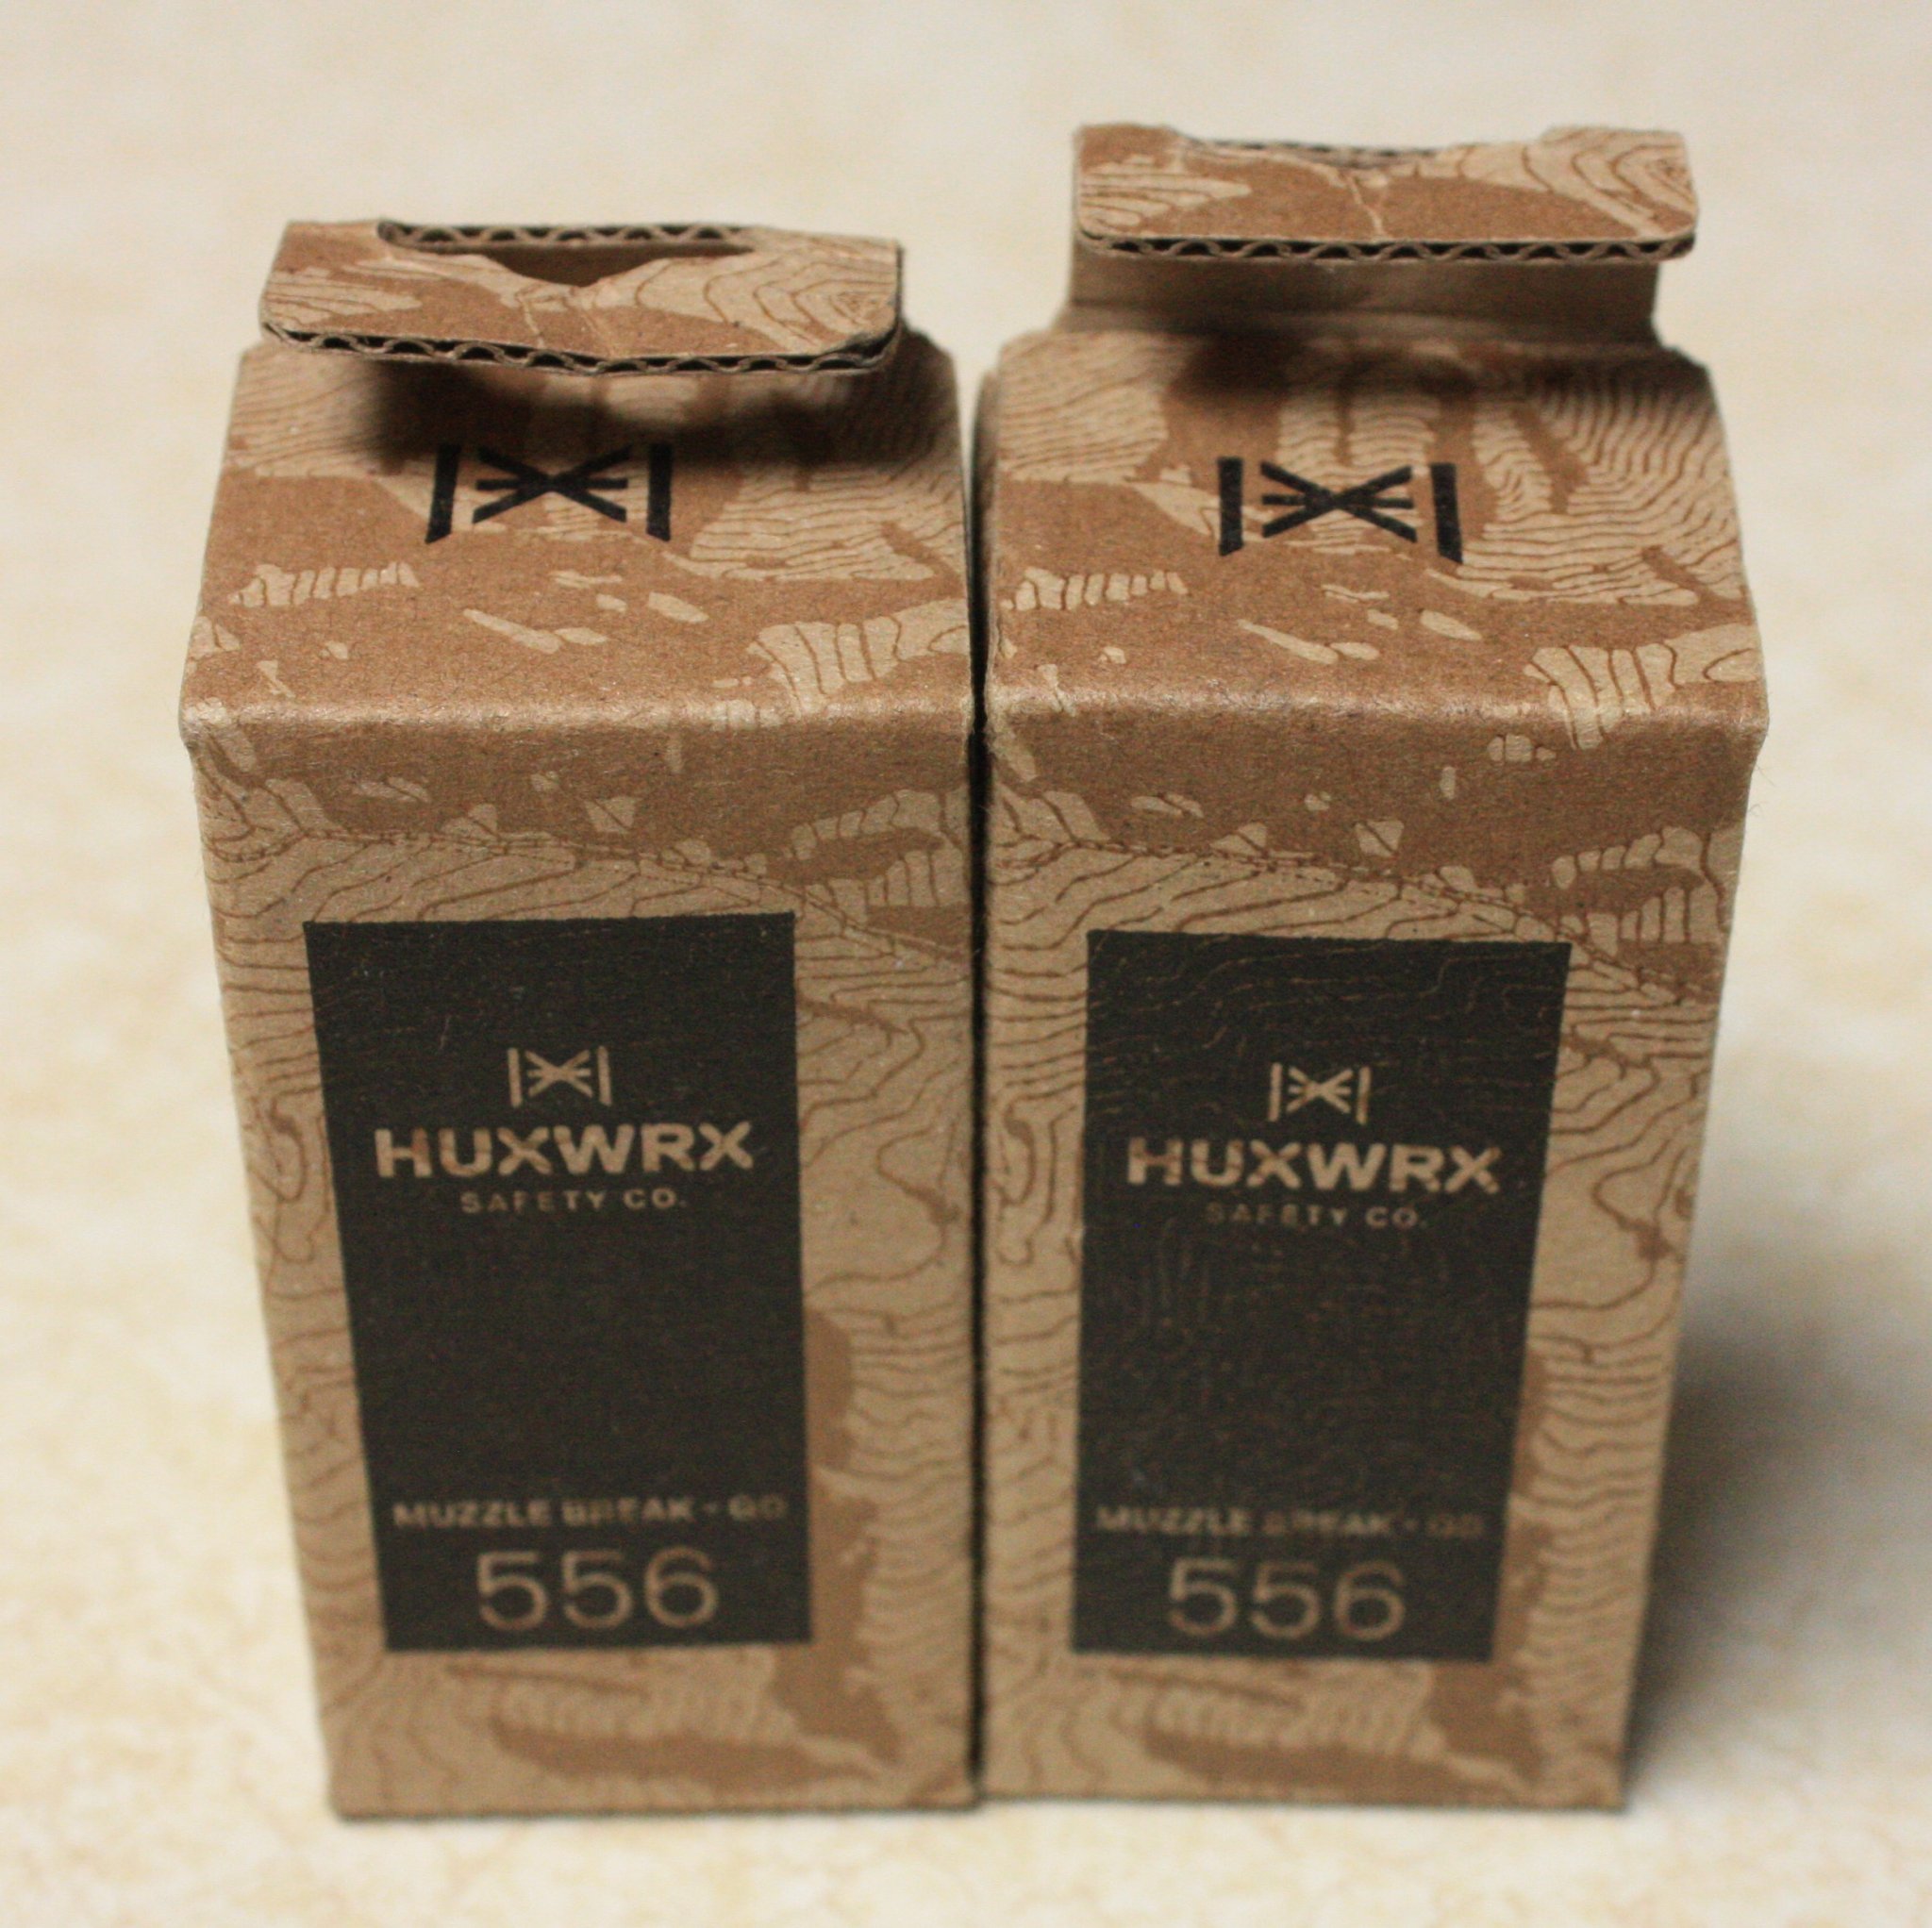 HUXWRX
SAFETY CO.
MUZZLE BREAK - QD
556
HUXWRX
SAFETY CO.
MUZZLE BREAK - QD
556